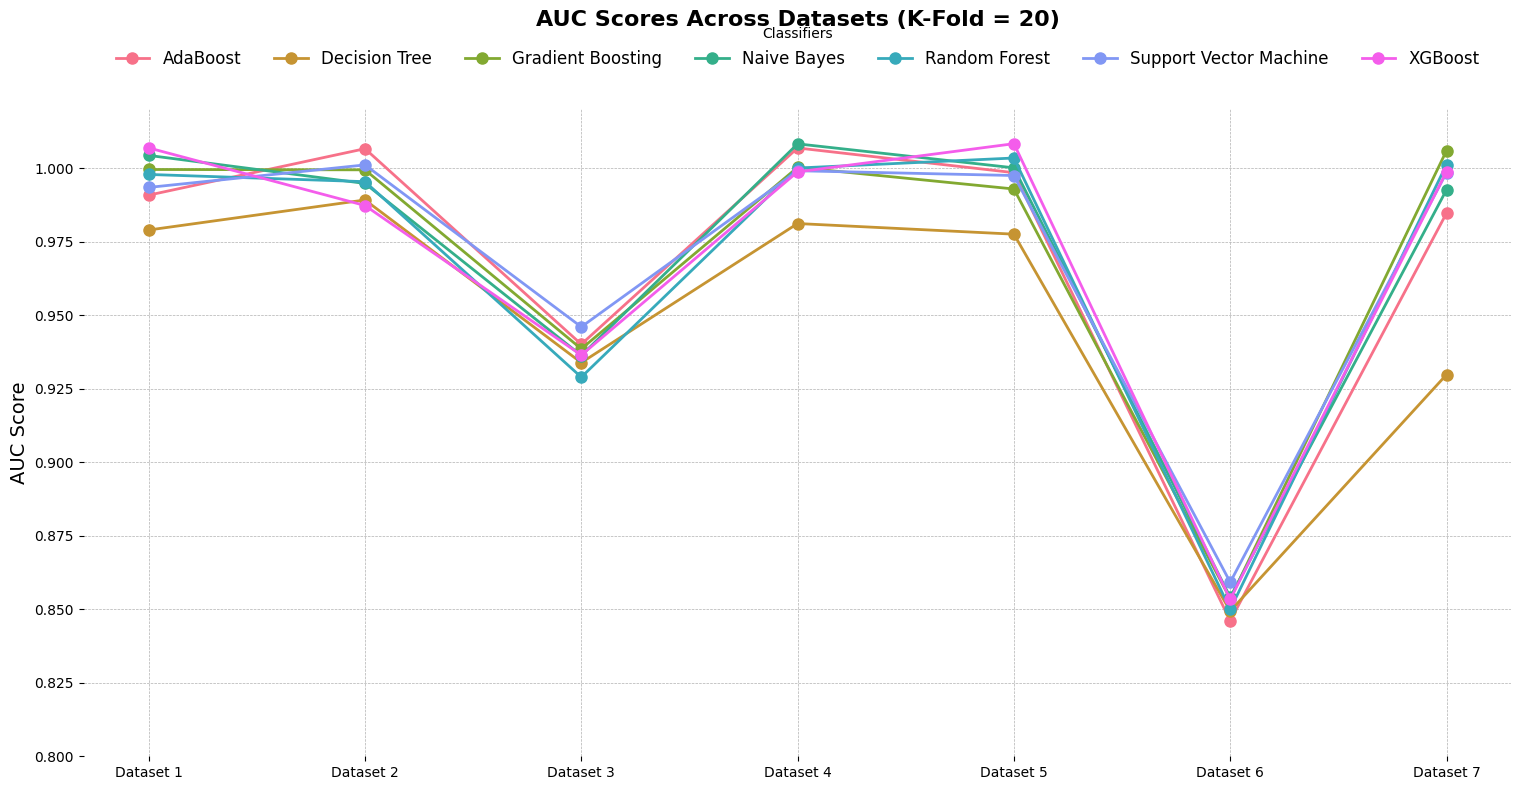 AUC Scores Across Datasets (K-Fold = 20)
Classifiers
AdaBoost Decision Tree Gradient Boosting Naive Bayes Random Forest Support Vector Machine XGBoost
AUC Score
1.000
0.975
0.950
0.925
0.900
0.875
0.850
0.825
0.800
Dataset 1 Dataset 2 Dataset 3 Dataset 4 Dataset 5 Dataset 6 Dataset 7